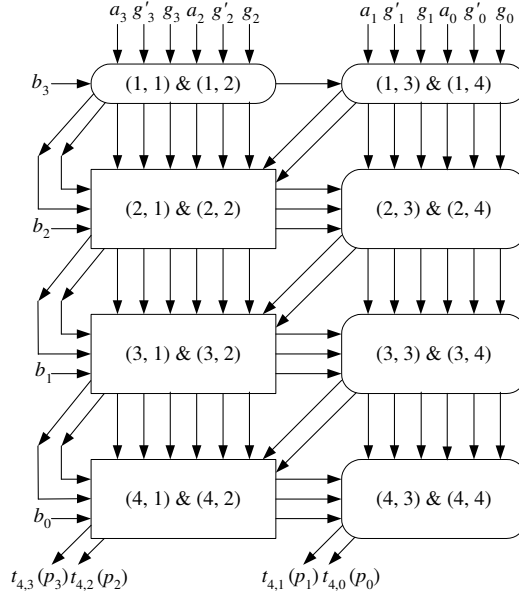 a₃ g'₃ g₃ a₂ g'₂ g₂ a₁ g'₁ g₁ a₀ g'₀ g₀
b₃ (1, 1) & (1, 2) (1, 3) & (1, 4)
(2, 1) & (2, 2) (2, 3) & (2, 4)
b₂
(3, 1) & (3, 2) (3, 3) & (3, 4)
b₁
(4, 1) & (4, 2) (4, 3) & (4, 4)
b₀
t₄,₃ (p₃) t₄,₂ (p₂) t₄,₁ (p₁) t₄,₀ (p₀)